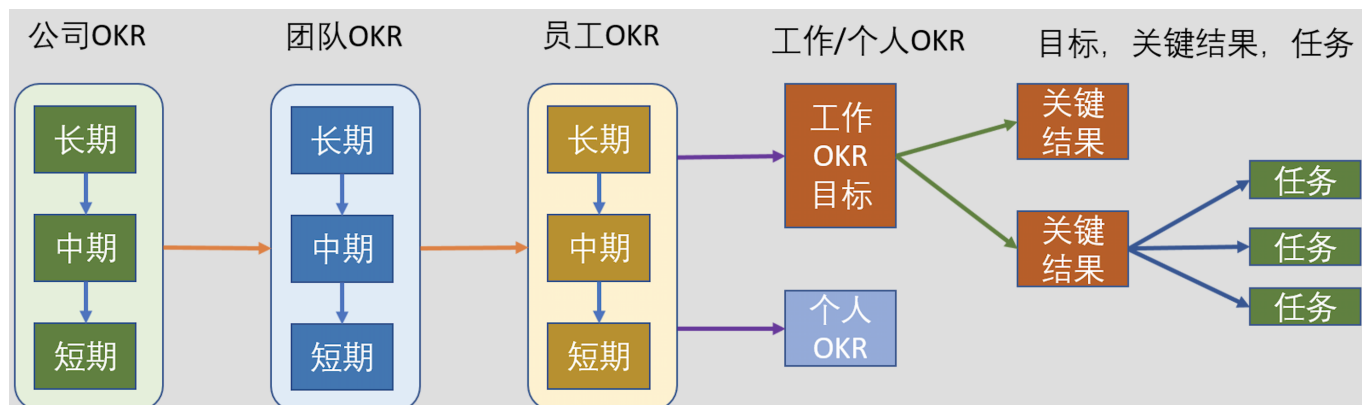 公司OKR
团队OKR
员工OKR
工作/个人OKR
目标，关键结果，任务
长期
中期
短期
长期
中期
短期
长期
中期
短期
工作
OKR
目标
个人
OKR
关键
结果
关键
结果
任务
任务
任务